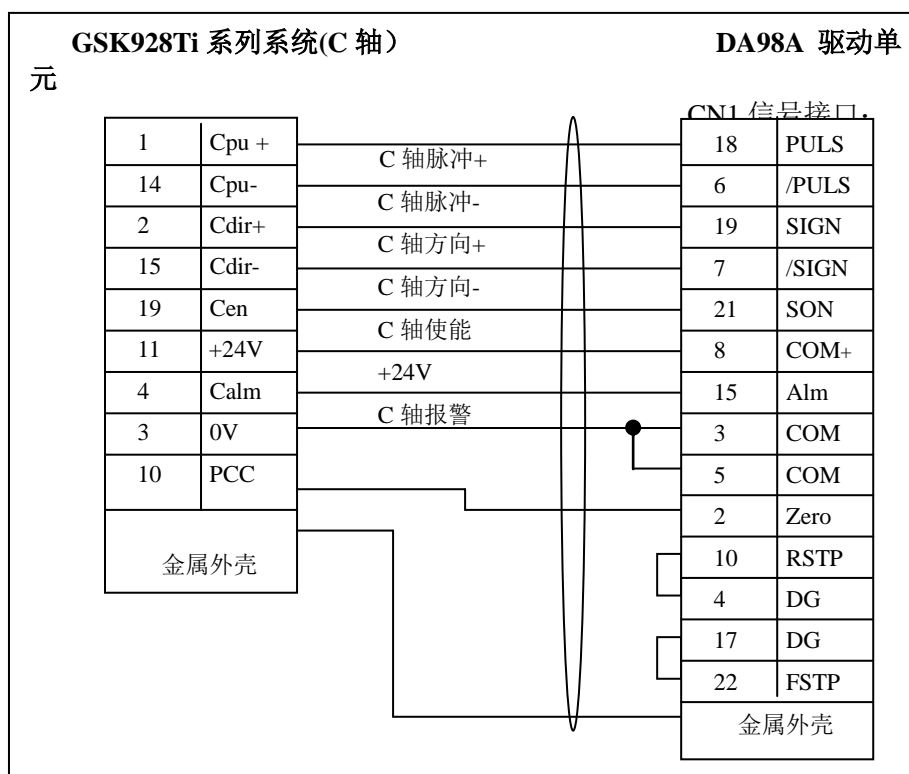 GSK928Ti 系列系统(C 轴） DA98A 驱动单
元
CN1 信号接口:
1 Cpu + C 轴脉冲+ 18 PULS
14 Cpu- C 轴脉冲- 6 /PULS
2 Cdir+ C 轴方向+ 19 SIGN
15 Cdir- C 轴方向- 7 /SIGN
19 Cen C 轴使能 21 SON
11 +24V +24V 8 COM+
4 Calm C 轴报警 15 Alm
3 0V 3 COM
10 PCC 5 COM
2 Zero
金属外壳 10 RSTP
4 DG
17 DG
22 FSTP
金属外壳